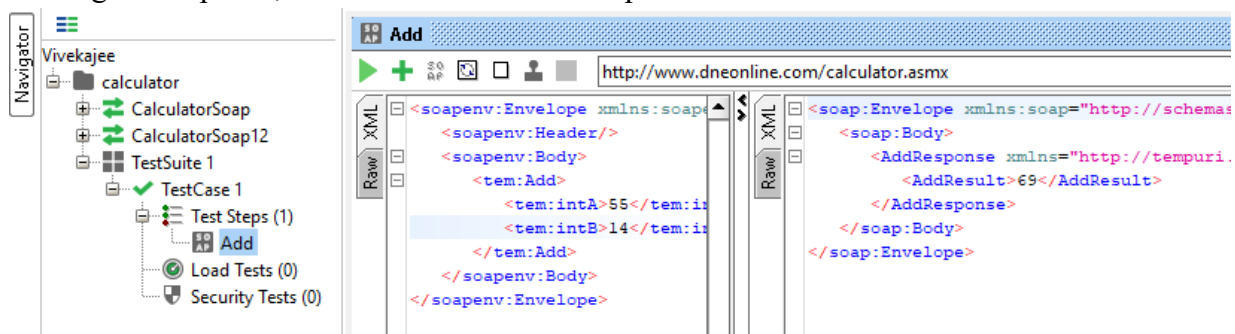 Navigator
Vivekajee
calculator
CalculatorSoap
CalculatorSoap12
TestSuite 1
TestCase 1
Test Steps (1)
SOAP Add
Load Tests (0)
Security Tests (0)
SOAP Add
SOAP
http://www.dneonline.com/calculator.asmx
XML
Raw
<soapenv:Envelope xmlns:soape
<soapenv:Header/>
<soapenv:Body>
<tem:Add>
<tem:intA>55</tem:in
<tem:intB>14</tem:in
</tem:Add>
</soapenv:Body>
</soapenv:Envelope>
XML
Raw
<soap:Envelope xmlns:soap="http://schemas
<soap:Body>
<AddResponse xmlns="http://tempuri.
<AddResult>69</AddResult>
</AddResponse>
</soap:Body>
</soap:Envelope>